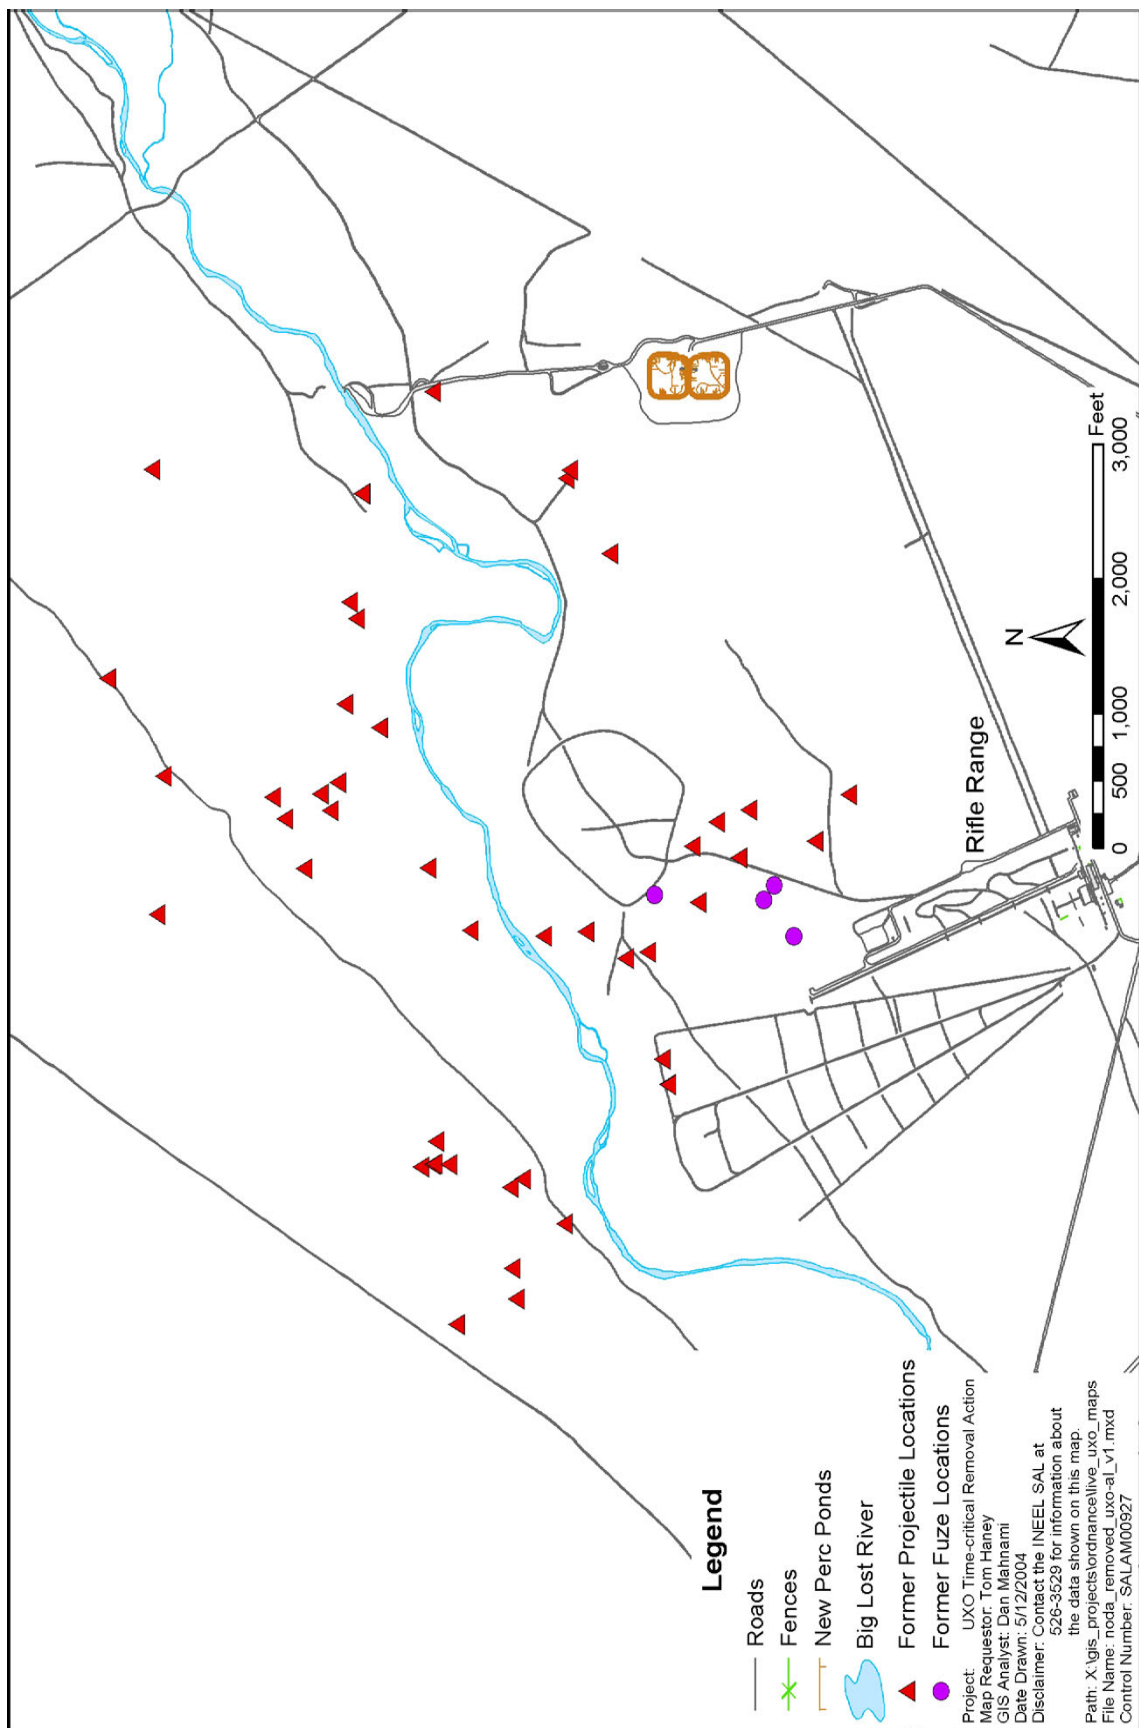 Legend
Roads
Fences
New Perc Ponds
Big Lost River
Former Projectile Locations
Former Fuze Locations
Project: UXO Time-critical Removal Action
Map Requestor: Tom Haney
GIS Analyst: Dan Mahnami
Date Drawn: 5/12/2004
Disclaimer: Contact the INEEL SAL at
526-3529 for information about
the data shown on this map.
Path: X:\gis_projects\ordnance\live_uxo_maps
File Name: noda_removed_uxo-al_v1.mxd
Control Number: SALAM00927
Rifle Range
N
0 500 1,000 2,000 3,000
Feet